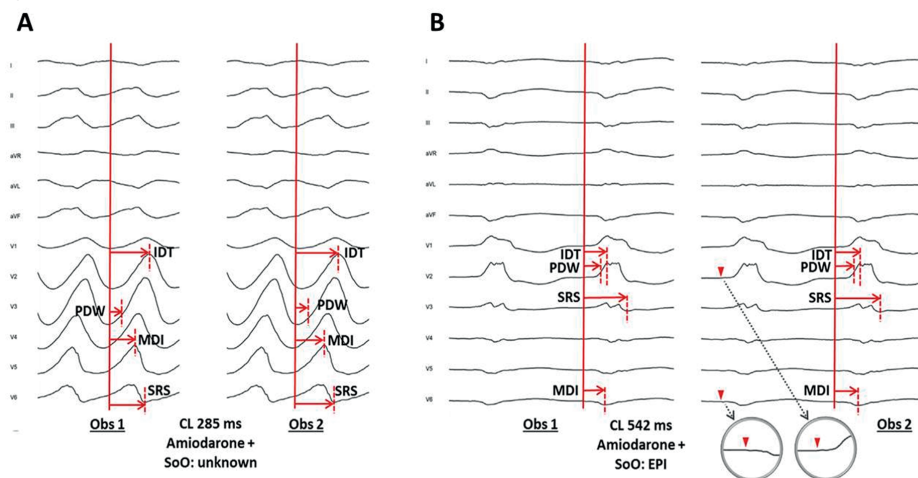 A
I
II
III
aVR
aVL
aVF
V1
IDT
IDT
V2
V3
PDW
PDW
V4
MDI
MDI
V5
SRS
SRS
V6
Obs 1
CL 285 ms
Obs 2
Amiodarone +
SoO: unknown
B
I
II
III
aVR
aVL
aVF
V1
IDT
IDT
PDW
PDW
V2
SRS
SRS
V3
V4
V5
MDI
MDI
V6
Obs 1
CL 542 ms
Obs 2
Amiodarone +
SoO: EPI